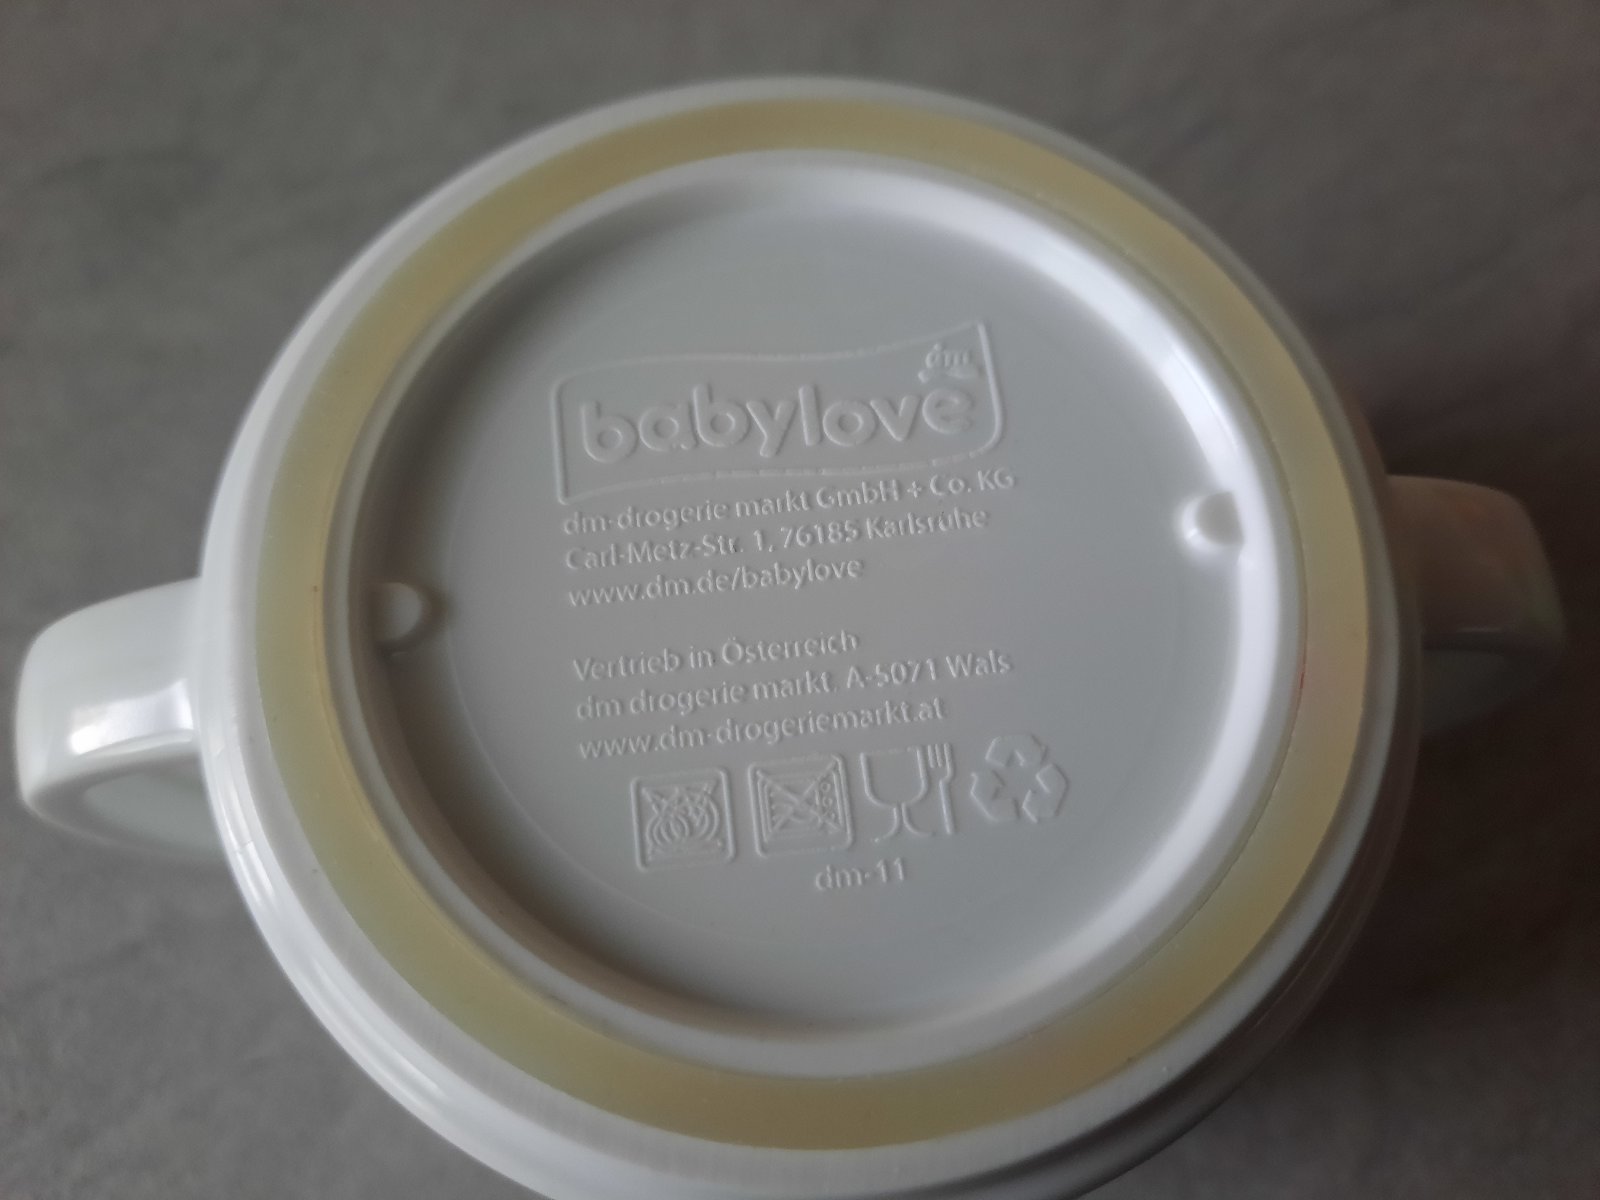 dm
babylove
dm-drogerie markt GmbH + Co. KG
Carl-Metz-Str. 1, 76185 Karlsruhe
www.dm.de/babylove
Vertrieb in Österreich
dm drogerie markt, A-5071 Wals
www.dm-drogeriemarkt.at
dm-11